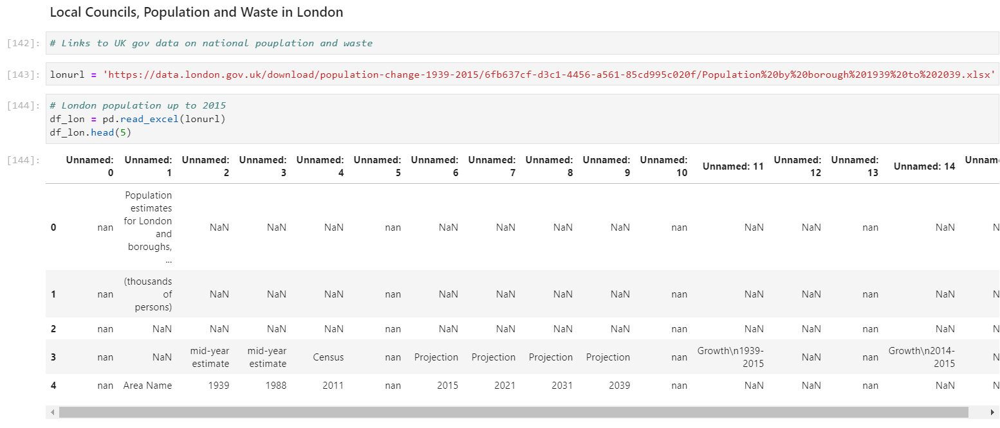 Local Councils, Population and Waste in London
[142]: # Links to UK gov data on national pouplation and waste
[143]: lonurl = 'https://data.london.gov.uk/download/population-change-1939-2015/6fb637cf-d3c1-4456-a561-85cd995c020f/Population%20by%20borough%201939%20to%202039.xlsx'
[144]: # London population up to 2015
df_lon = pd.read_excel(lonurl)
df_lon.head(5)
[144]: Unnamed: Unnamed: Unnamed: Unnamed: Unnamed: Unnamed: Unnamed: Unnamed: Unnamed: Unnamed: Unnamed: Unnamed: 11 Unnamed: Unnamed: Unnamed: 14 Unnam
0 1 2 3 4 5 6 7 8 9 10 12 13
Population
estimates
for London
0 nan and NaN NaN NaN nan NaN NaN NaN NaN nan NaN NaN nan NaN N
boroughs,
...
(thousands
1 nan of NaN NaN NaN nan NaN NaN NaN NaN nan NaN NaN nan NaN N
persons)
2 nan NaN NaN NaN NaN nan NaN NaN NaN NaN nan NaN NaN nan NaN N
3 nan NaN mid-year estimate mid-year estimate Census nan Projection Projection Projection Projection nan Growth\n1939-2015 NaN nan Growth\n2014-2015 N
4 nan Area Name 1939 1988 2011 nan 2015 2021 2031 2039 nan NaN NaN nan NaN N